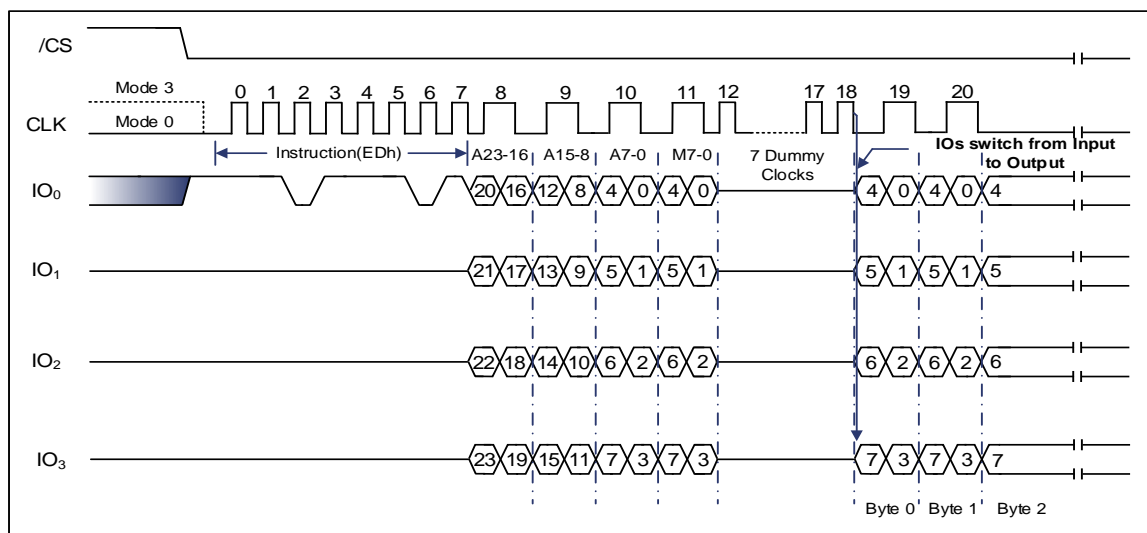 /CS
Mode 3
0 1 2 3 4 5 6 7 8 9 10 11 12 17 18 19 20
CLK
Mode 0
Instruction(EDh) A23-16 A15-8 A7-0 M7-0 7 Dummy Clocks
IOs switch from Input to Output
IO0
20 16 12 8 4 0 4 0 4 0 4 0 4
IO1
21 17 13 9 5 1 5 1 5 1 5 1 5
IO2
22 18 14 10 6 2 6 2 6 2 6 2 6
IO3
23 19 15 11 7 3 7 3 7 3 7 3 7
Byte 0 Byte 1 Byte 2